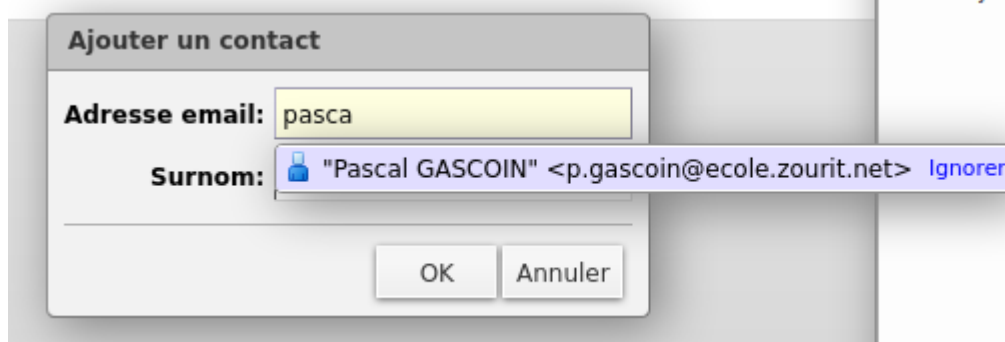 Ajouter un contact
Adresse email: pasca
Surnom: "Pascal GASCOIN" <p.gascoin@ecole.zourit.net> Ignorer
OK Annuler